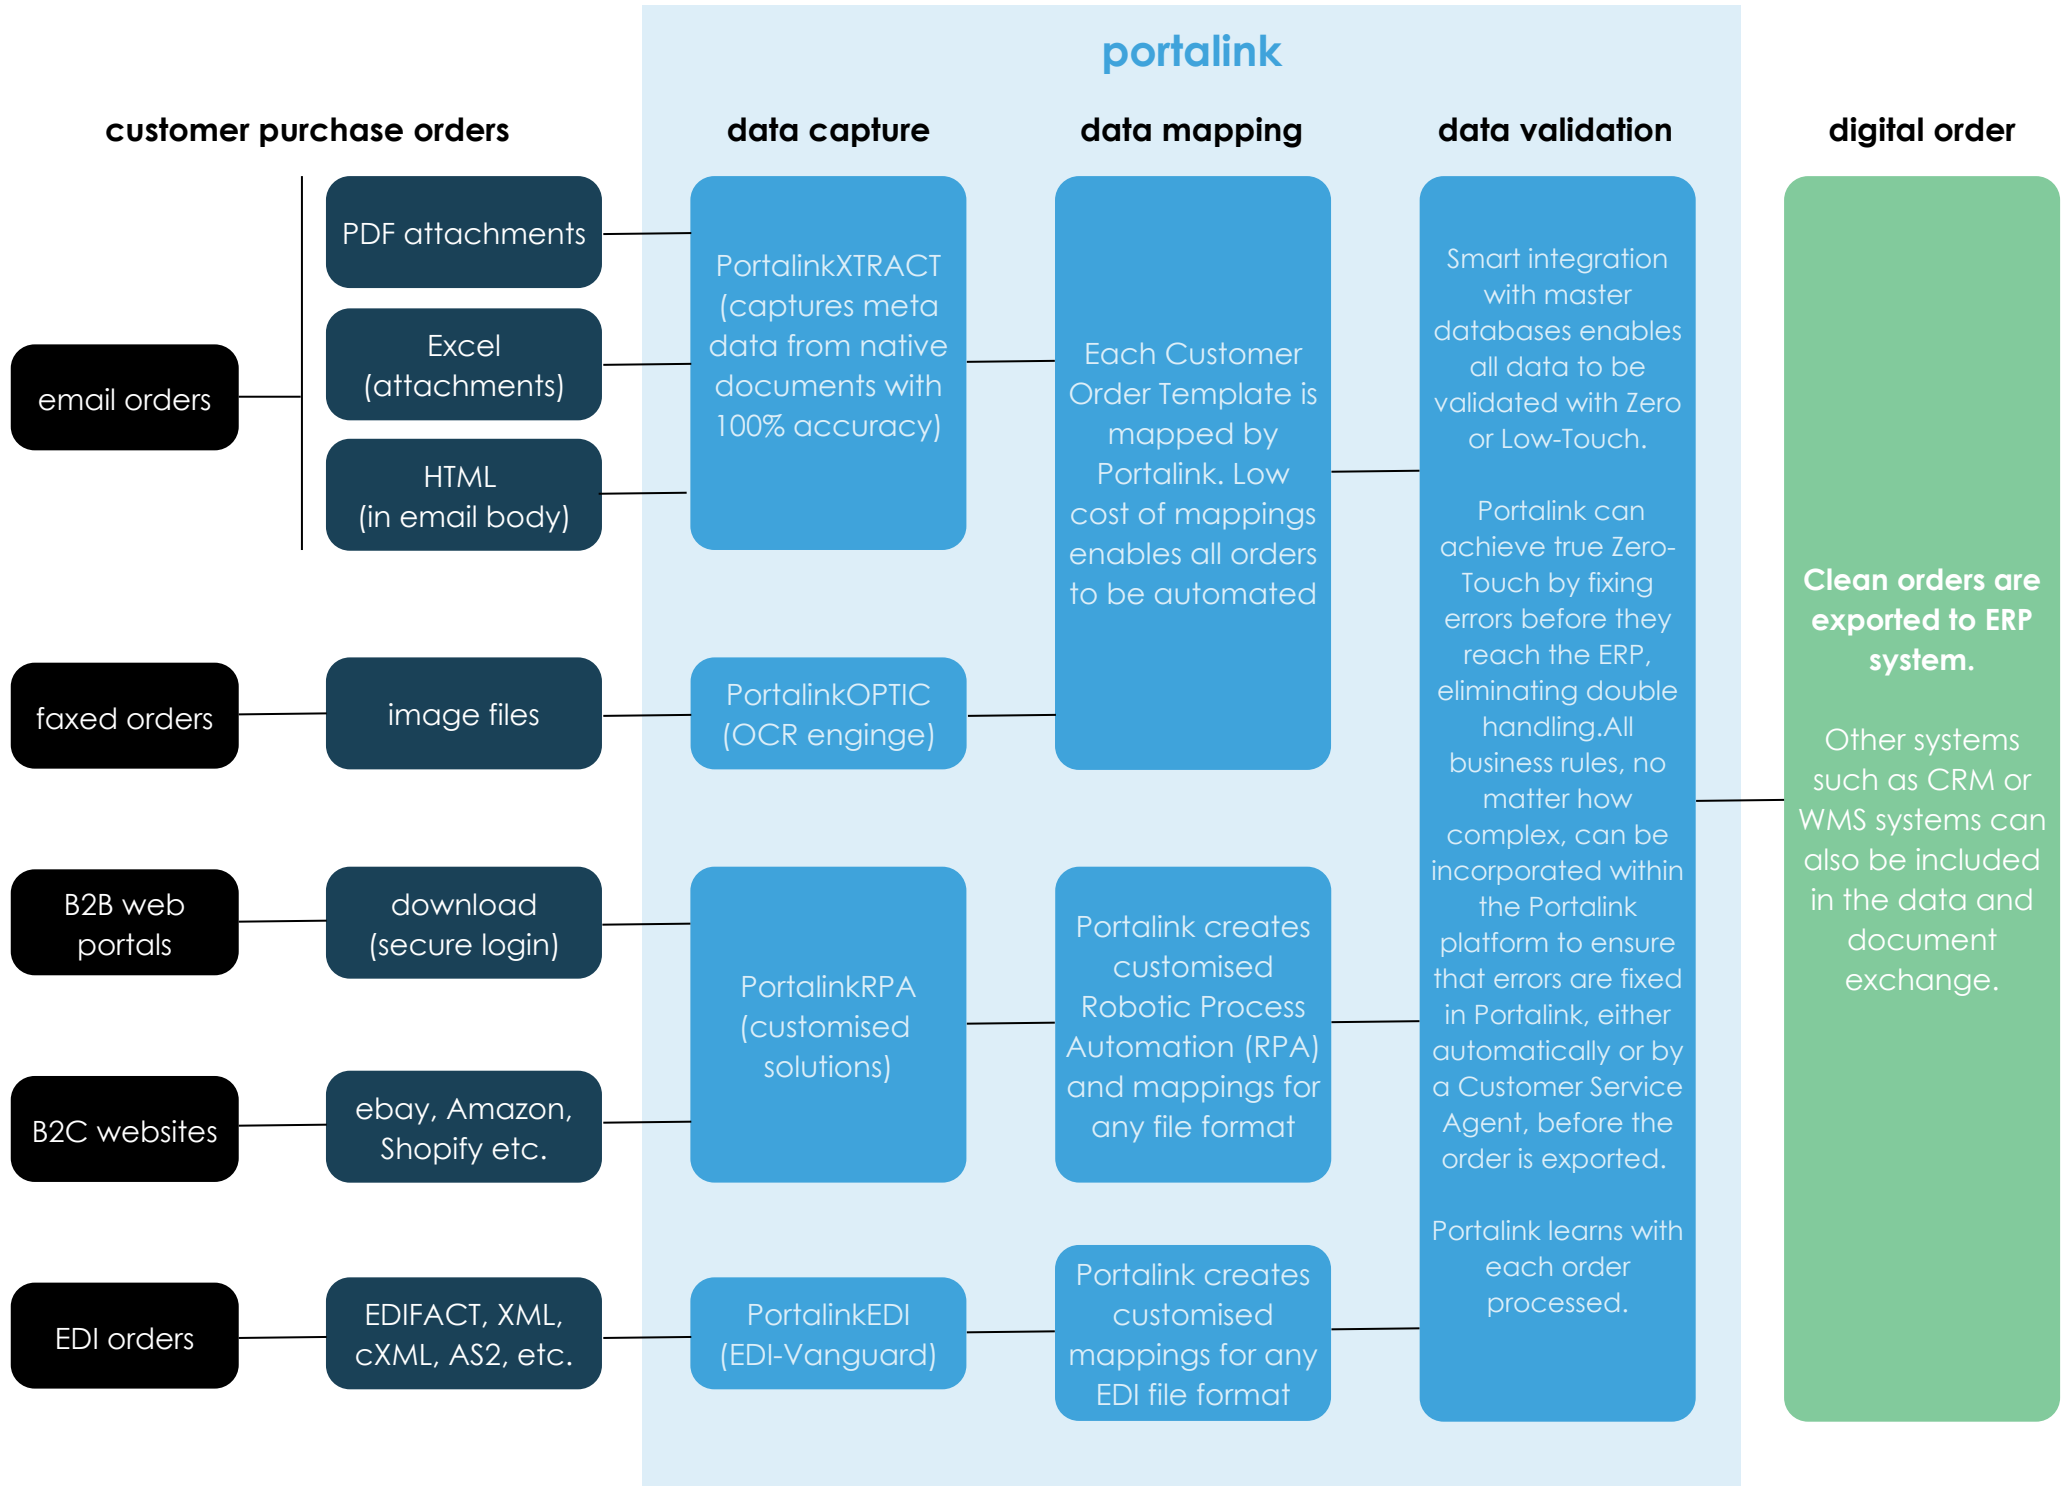 portalink
customer purchase orders
data capture
data mapping
data validation
digital order
email orders
PDF attachments
Excel
(attachments)
HTML
(in email body)
PortalinkXTRACT
(captures meta
data from native
documents with
100% accuracy)
faxed orders
image files
PortalinkOPTIC
(OCR enginge)
Each Customer
Order Template is
mapped by
Portalink. Low
cost of mappings
enables all orders
to be automated
B2B web
portals
download
(secure login)
B2C websites
ebay, Amazon,
Shopify etc.
PortalinkRPA
(customised
solutions)
Portalink creates
customised
Robotic Process
Automation (RPA)
and mappings for
any file format
EDI orders
EDIFACT, XML,
cXML, AS2, etc.
PortalinkEDI
(EDI-Vanguard)
Portalink creates
customised
mappings for any
EDI file format
Smart integration
with master
databases enables
all data to be
validated with Zero
or Low-Touch.
Portalink can
achieve true Zero-
Touch by fixing
errors before they
reach the ERP,
eliminating double
handling.All
business rules, no
matter how
complex, can be
incorporated within
the Portalink
platform to ensure
that errors are fixed
in Portalink, either
automatically or by
a Customer Service
Agent, before the
order is exported.
Portalink learns with
each order
processed.
Clean orders are
exported to ERP
system.
Other systems
such as CRM or
WMS systems can
also be included
in the data and
document
exchange.